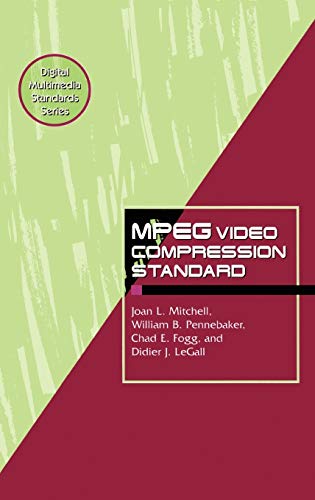 Digital
Multimedia
Standards
Series
MPEG VIDEO
COMPRESSION
STANDARD
Joan L. Mitchell,
William B. Pennebaker,
Chad E. Fogg, and
Didier J. LeGall